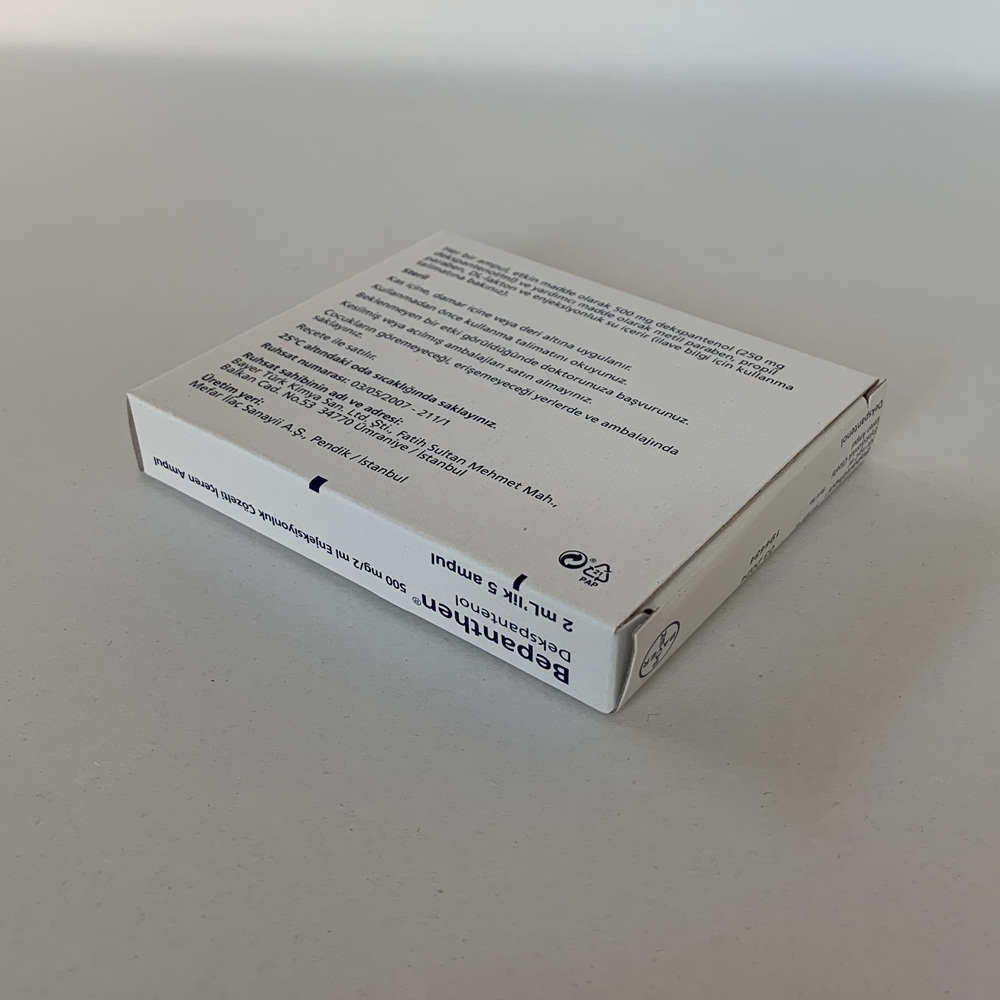 Her bir ampul, etkin madde olarak 500 mg dekspantenol (250 mg
dekspantenol/ml) ve yardımcı madde olarak metil paraben, propil
paraben, DL-lakton ve enjeksiyonluk su içerir (ilave bilgi için kullanma
talimatına bakınız).
Steril
Kas içine, damar içine veya deri altına uygulanır.
Kullanmadan önce kullanma talimatını okuyunuz.
Beklenmeyen bir etki görüldüğünde doktorunuza başvurunuz.
Kesilmiş veya açılmış ambalajları satın almayınız.
Çocukların göremeyeceği, erişemeyeceği yerlerde ve ambalajında
saklayınız.
Reçete ile satılır.
25°C altındaki oda sıcaklığında saklayınız.
Ruhsat numarası: 03/05/2007 - 211/1
Ruhsat sahibinin adı ve adresi:
Bayer Türk Kimya San. Ltd. Şti. Fatih Sultan Mehmet Mah.,
Balkan Cad. No.53 34770 Ümraniye / İstanbul
Üretim yeri:
Mefar İlaç Sanayii A.Ş., Pendik / İstanbul
PAP
Bepanthen® 500 mg/2 ml Enjeksiyonluk Çözelti İçeren Ampul
Dekspantenol
2 mL'lik 5 ampul
Dekspantenol
BAYER